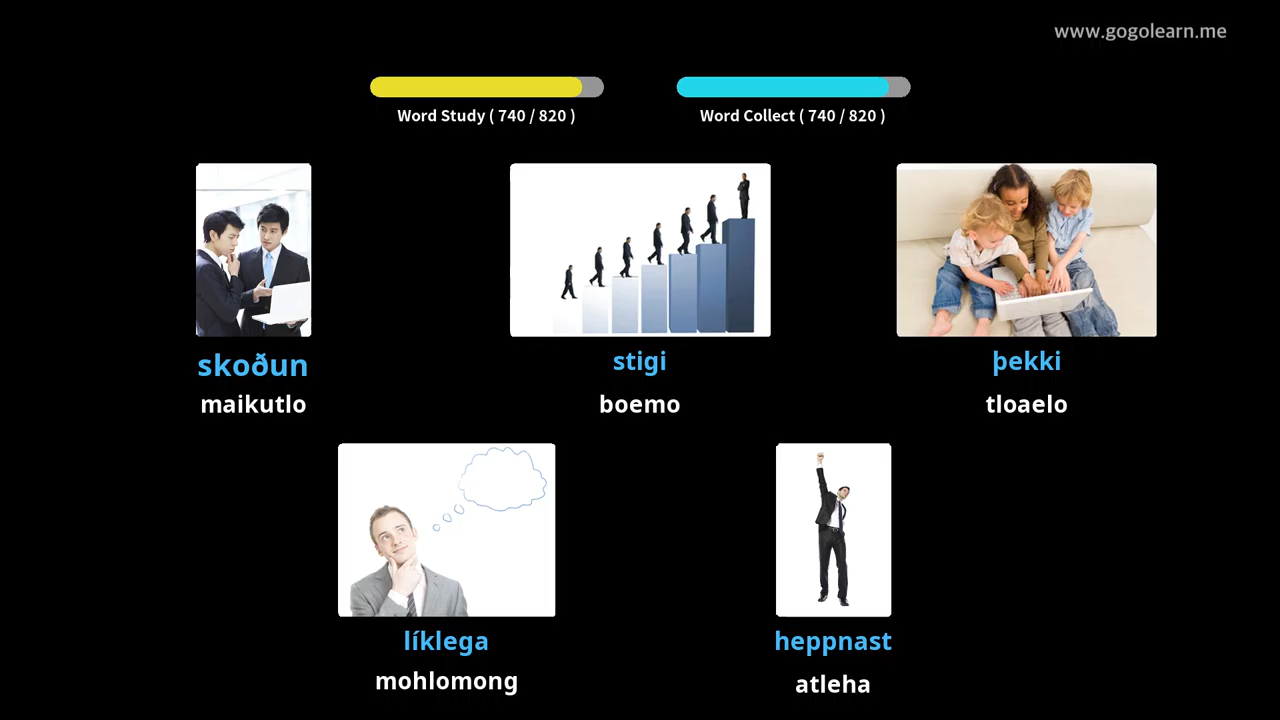 www.gogolearn.me
Word Study ( 740 / 820 )
Word Collect ( 740 / 820 )
skoðun
maikutlo
stigi
boemo
þekki
tloaelo
líklega
mohlomong
heppnast
atleha